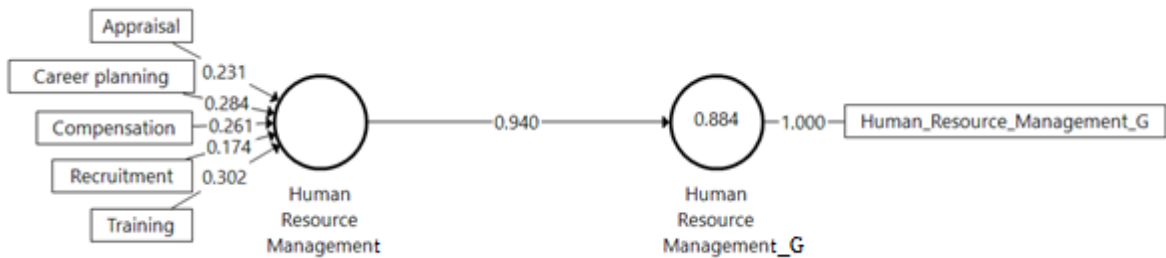 Appraisal
0.231
Career planning
0.284
Compensation
0.261
Recruitment
0.174
Training
0.302
Human
Resource
Management
0.940
0.884
Human
Resource
Management_G
1.000
Human_Resource_Management_G